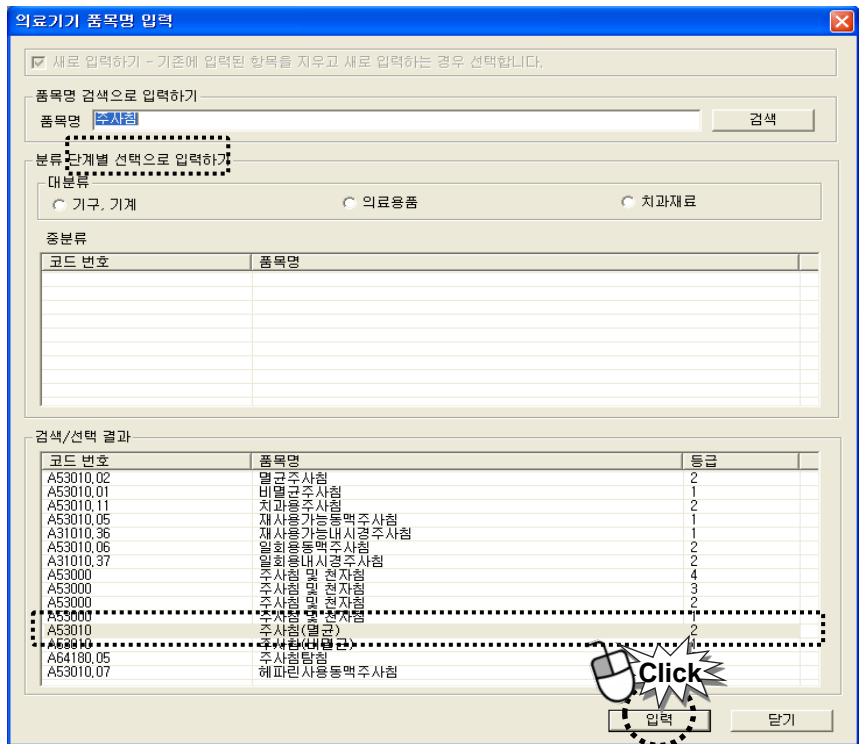 의료기기 품목명 입력
새로 입력하기 - 기존에 입력된 항목을 지우고 새로 입력하는 경우 선택합니다.
품목명 검색으로 입력하기
품목명 주사침 검색
분류 단계별 선택으로 입력하기
대분류
기구, 기계 의료용품 치과재료
중분류
코드 번호 품목명
검색/선택 결과
코드 번호 품목명 등급
A53010.02 멸균주사침 2
A53010.01 비멸균주사침 1
A53010.11 치과용주사침 2
A53010.05 재사용가능동맥주사침 1
A31010.36 재사용가능내시경주사침 1
A53010.06 일회용동맥주사침 2
A31010.37 일회용내시경주사침 2
A53000 주사침 및 천자침 4
A53000 주사침 및 천자침 3
A53000 주사침 및 천자침 2
A53000 주사침 및 천자침 1
A53010 주사침(멸균) 2
A53010 주사침(비멸균) 1
A64180.05 주사침탐침
A53010.07 헤파린사용동맥주사침
Click
입력 닫기